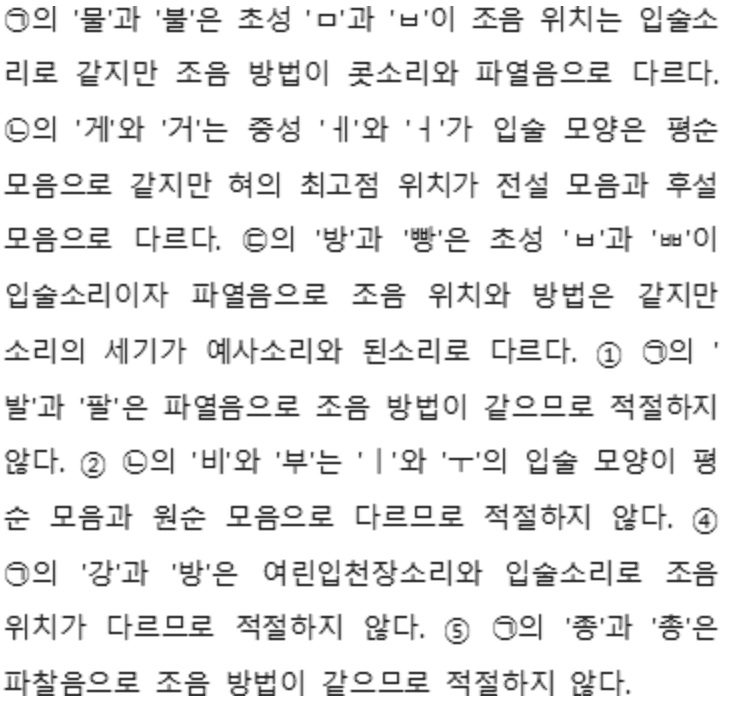 ㉠의 '물'과 '불'은 초성 'ㅁ'과 'ㅂ'이 조음 위치는 입술소
리로 같지만 조음 방법이 콧소리와 파열음으로 다르다.
㉡의 '게'와 '거'는 중성 'ㅔ'와 'ㅓ'가 입술 모양은 평순
모음으로 같지만 혀의 최고점 위치가 전설 모음과 후설
모음으로 다르다. ㉢의 '방'과 '빵'은 초성 'ㅂ'과 'ㅃ'이
입술소리이자 파열음으로 조음 위치와 방법은 같지만
소리의 세기가 예사소리와 된소리로 다르다. ① ㉠의 '
발'과 '팔'은 파열음으로 조음 방법이 같으므로 적절하지
않다. ② ㉡의 '비'와 '부'는 'ㅣ'와 'ㅜ'의 입술 모양이 평
순 모음과 원순 모음으로 다르므로 적절하지 않다. ④
㉠의 '강'과 '방'은 여린입천장소리와 입술소리로 조음
위치가 다르므로 적절하지 않다. ⑤ ㉠의 '종'과 '총'은
파찰음으로 조음 방법이 같으므로 적절하지 않다.